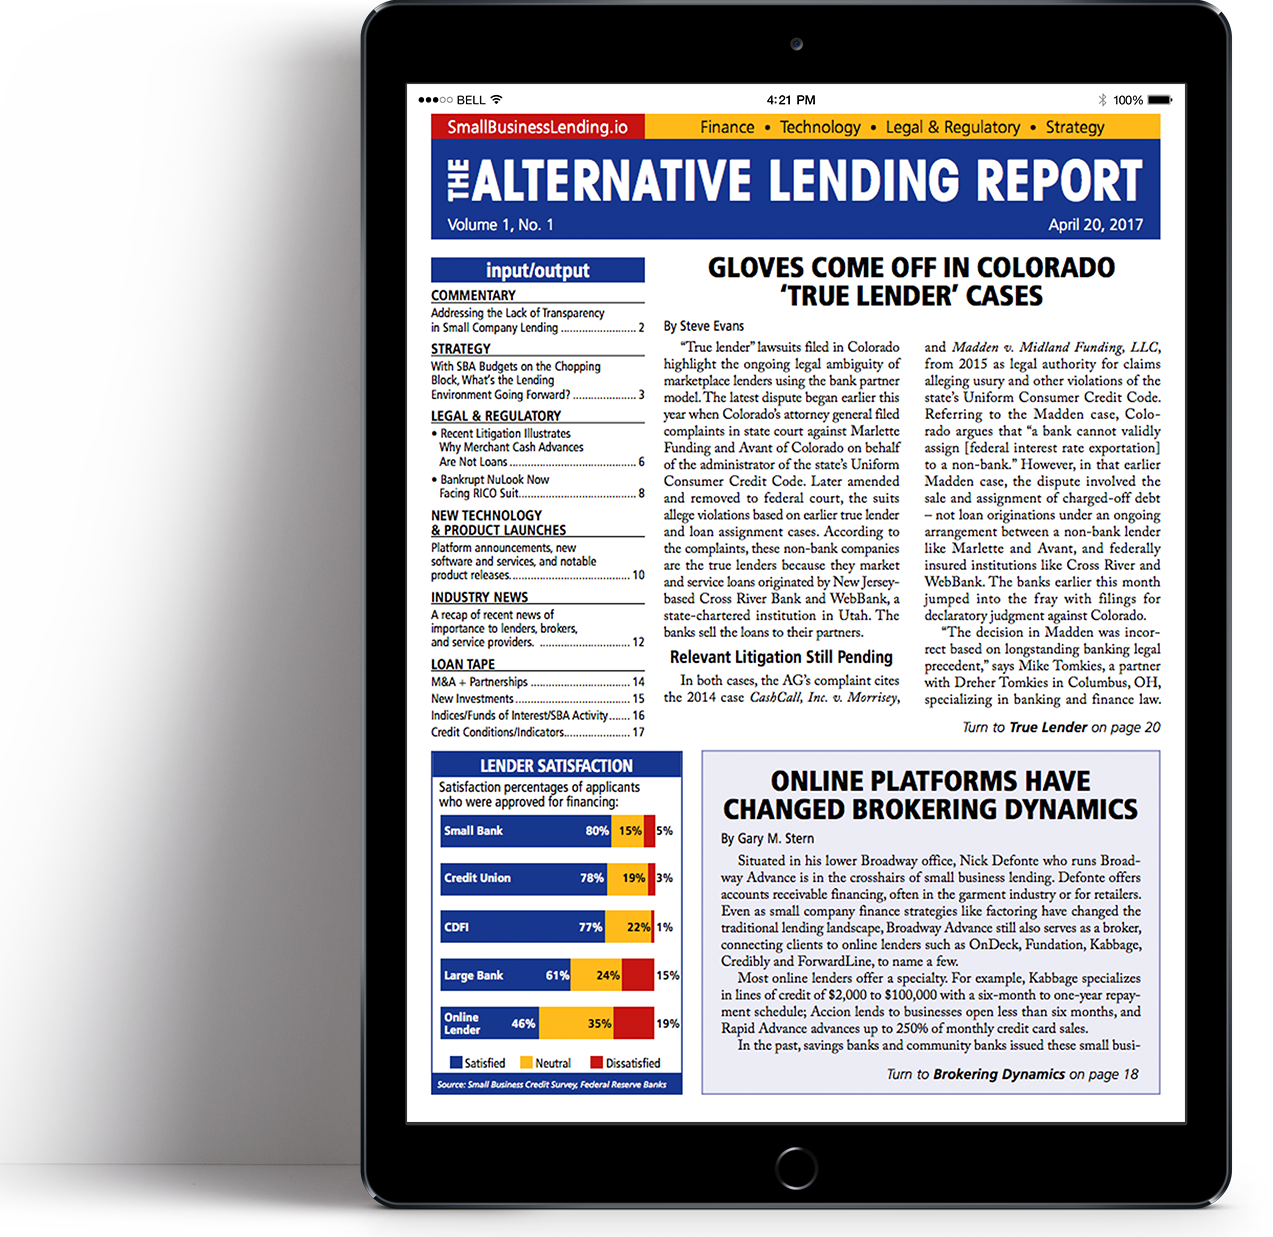 BELL
4:21 PM
100%
SmallBusinessLending.io
Finance • Technology • Legal & Regulatory • Strategy
THE ALTERNATIVE LENDING REPORT
Volume 1, No. 1
April 20, 2017
input/output
COMMENTARY
Addressing the Lack of Transparency
in Small Company Lending ......................... 2
STRATEGY
With SBA Budgets on the Chopping
Block, What's the Lending
Environment Going Forward? ..................... 3
LEGAL & REGULATORY
• Recent Litigation Illustrates
Why Merchant Cash Advances
Are Not Loans .......................................... 6
• Bankrupt NuLook Now
Facing RICO Suit....................................... 8
NEW TECHNOLOGY
& PRODUCT LAUNCHES
Platform announcements, new
software and services, and notable
product releases........................................ 10
INDUSTRY NEWS
A recap of recent news of
importance to lenders, brokers,
and service providers. .............................. 12
LOAN TAPE
M&A + Partnerships ................................. 14
New Investments ...................................... 15
Indices/Funds of Interest/SBA Activity....... 16
Credit Conditions/Indicators...................... 17
GLOVES COME OFF IN COLORADO
‘TRUE LENDER’ CASES
By Steve Evans
“True lender” lawsuits filed in Colorado
highlight the ongoing legal ambiguity of
marketplace lenders using the bank partner
model. The latest dispute began earlier this
year when Colorado’s attorney general filed
complaints in state court against Marlette
Funding and Avant of Colorado on behalf
of the administrator of the state’s Uniform
Consumer Credit Code. Later amended
and removed to federal court, the suits
allege violations based on earlier true lender
and loan assignment cases. According to
the complaints, these non-bank companies
are the true lenders because they market
and service loans originated by New Jersey-
based Cross River Bank and WebBank, a
state-chartered institution in Utah. The
banks sell the loans to their partners.
Relevant Litigation Still Pending
In both cases, the AG’s complaint cites
the 2014 case CashCall, Inc. v. Morrisey,
and Madden v. Midland Funding, LLC,
from 2015 as legal authority for claims
alleging usury and other violations of the
state’s Uniform Consumer Credit Code.
Referring to the Madden case, Colo-
rado argues that “a bank cannot validly
assign [federal interest rate exportation]
to a non-bank.” However, in that earlier
Madden case, the dispute involved the
sale and assignment of charged-off debt
– not loan originations under an ongoing
arrangement between a non-bank lender
like Marlette and Avant, and federally
insured institutions like Cross River and
WebBank. The banks earlier this month
jumped into the fray with filings for
declaratory judgment against Colorado.
“The decision in Madden was incor-
rect based on longstanding banking legal
precedent,” says Mike Tomkies, a partner
with Dreher Tomkies in Columbus, OH,
specializing in banking and finance law.
Turn to True Lender on page 20
LENDER SATISFACTION
Satisfaction percentages of applicants
who were approved for financing:
Small Bank 80% 15% 5%
Credit Union 78% 19% 3%
CDFI 77% 22% 1%
Large Bank 61% 24% 15%
Online
Lender 46% 35% 19%
Satisfied Neutral Dissatisfied
Source: Small Business Credit Survey, Federal Reserve Banks
ONLINE PLATFORMS HAVE
CHANGED BROKERING DYNAMICS
By Gary M. Stern
Situated in his lower Broadway office, Nick Defonte who runs Broad-
way Advance is in the crosshairs of small business lending. Defonte offers
accounts receivable financing, often in the garment industry or for retailers.
Even as small company finance strategies like factoring have changed the
traditional lending landscape, Broadway Advance still also serves as a broker,
connecting clients to online lenders such as OnDeck, Fundation, Kabbage,
Credibly and ForwardLine, to name a few.
Most online lenders offer a specialty. For example, Kabbage specializes
in lines of credit of $2,000 to $100,000 with a six-month to one-year repay-
ment schedule; Accion lends to businesses open less than six months, and
Rapid Advance advances up to 250% of monthly credit card sales.
In the past, savings banks and community banks issued these small busi-
Turn to Brokering Dynamics on page 18